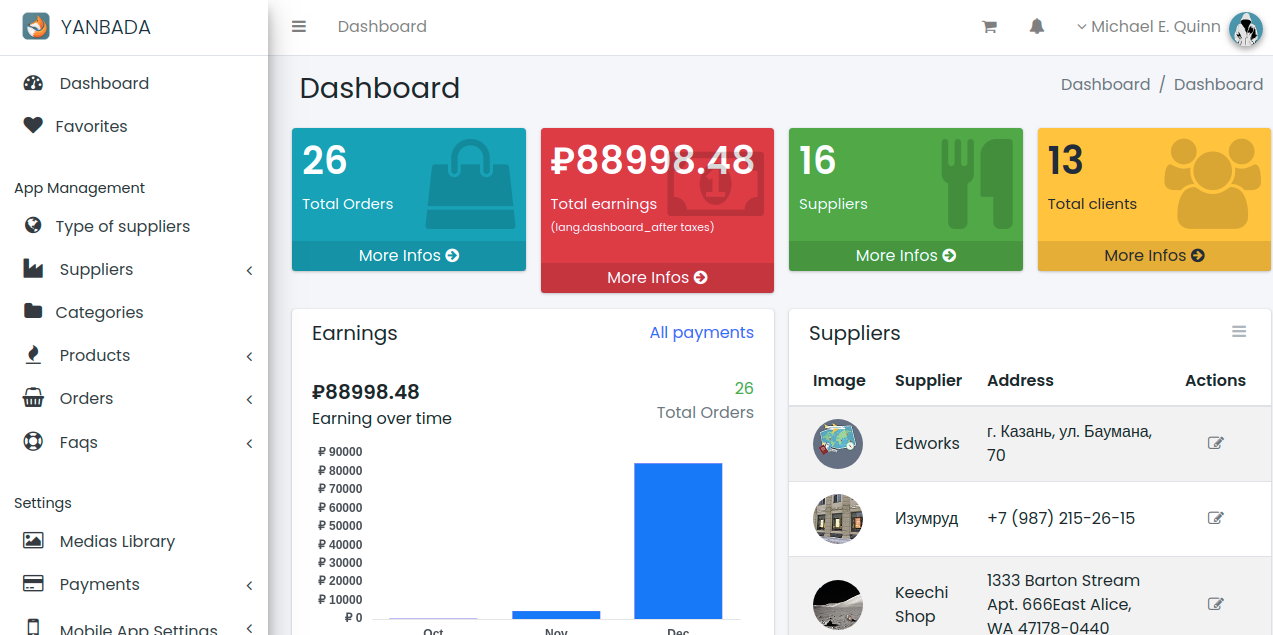 YANBADA
Dashboard
Michael E. Quinn
Dashboard
Favorites
App Management
Type of suppliers
Suppliers
Categories
Products
Orders
Faqs
Settings
Medias Library
Payments
Mobile App Settings
Dashboard
Dashboard / Dashboard
26
Total Orders
More Infos
₽88998.48
Total earnings
(lang.dashboard_after taxes)
More Infos
16
Suppliers
More Infos
13
Total clients
More Infos
Earnings
All payments
₽88998.48
26
Earning over time
Total Orders
₽ 90000
₽ 80000
₽ 70000
₽ 60000
₽ 50000
₽ 40000
₽ 30000
₽ 20000
₽ 10000
₽ 0
Oct Nov Dec
Suppliers
Image Supplier Address Actions
Edworks
г. Казань, ул. Баумана,
70
Изумруд
+7 (987) 215-26-15
Keechi
Shop
1333 Barton Stream
Apt. 666East Alice,
WA 47178-0440